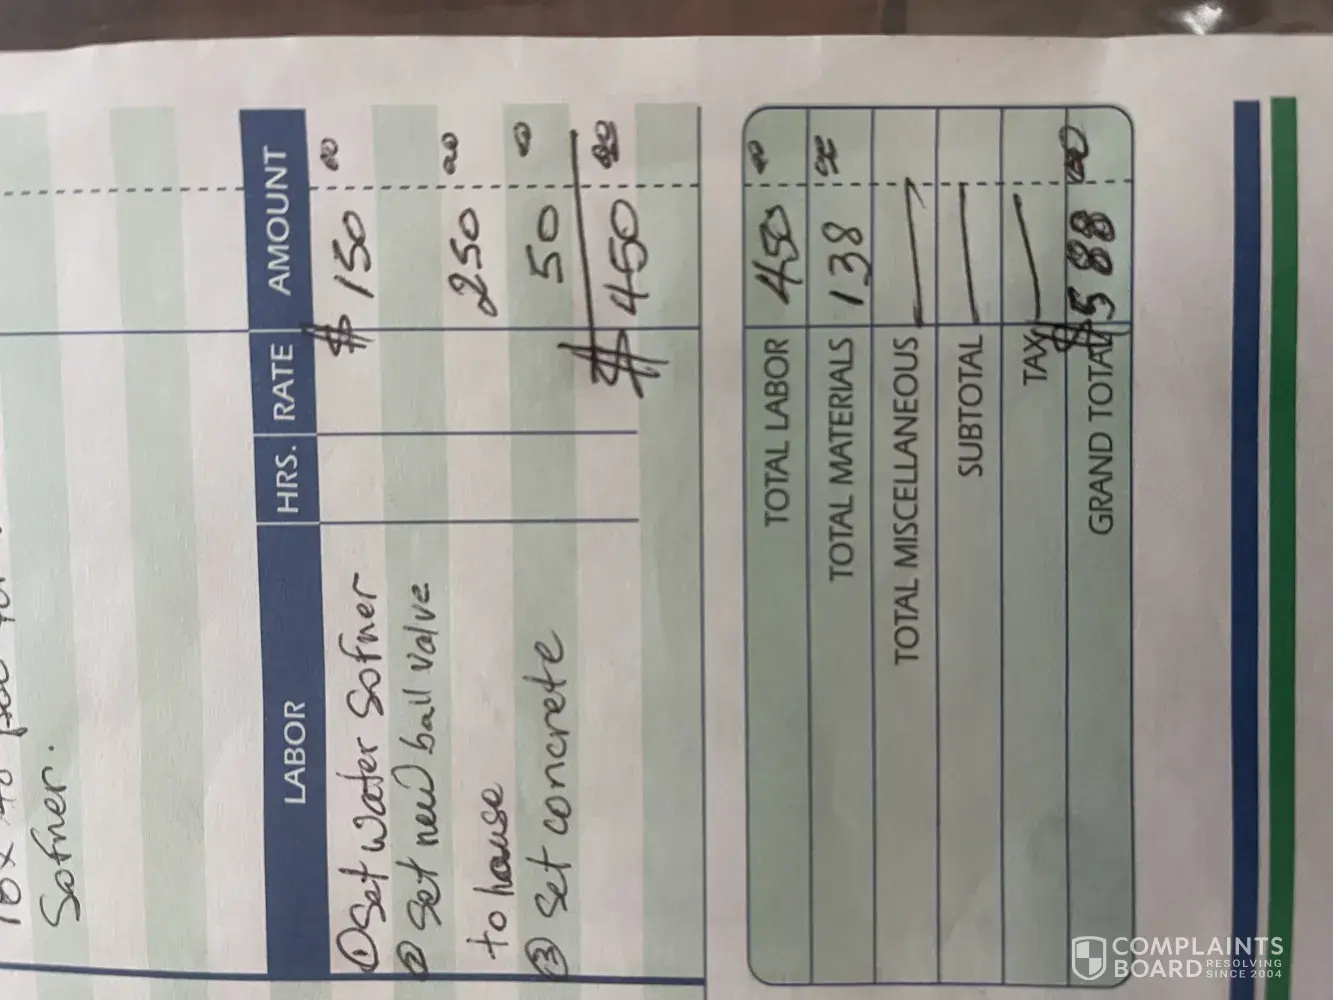 Sofner.
LABOR HRS. RATE AMOUNT
① Set Water Sofner $150 00
② Set new ball valve
to house 250 00
③ Set concrete 50 00
$450 00
TOTAL LABOR 450 00
TOTAL MATERIALS 138 00
TOTAL MISCELLANEOUS —
SUBTOTAL —
TAX —
GRAND TOTAL $588 00
COMPLAINTS
BOARD RESOLVING
SINCE 2004